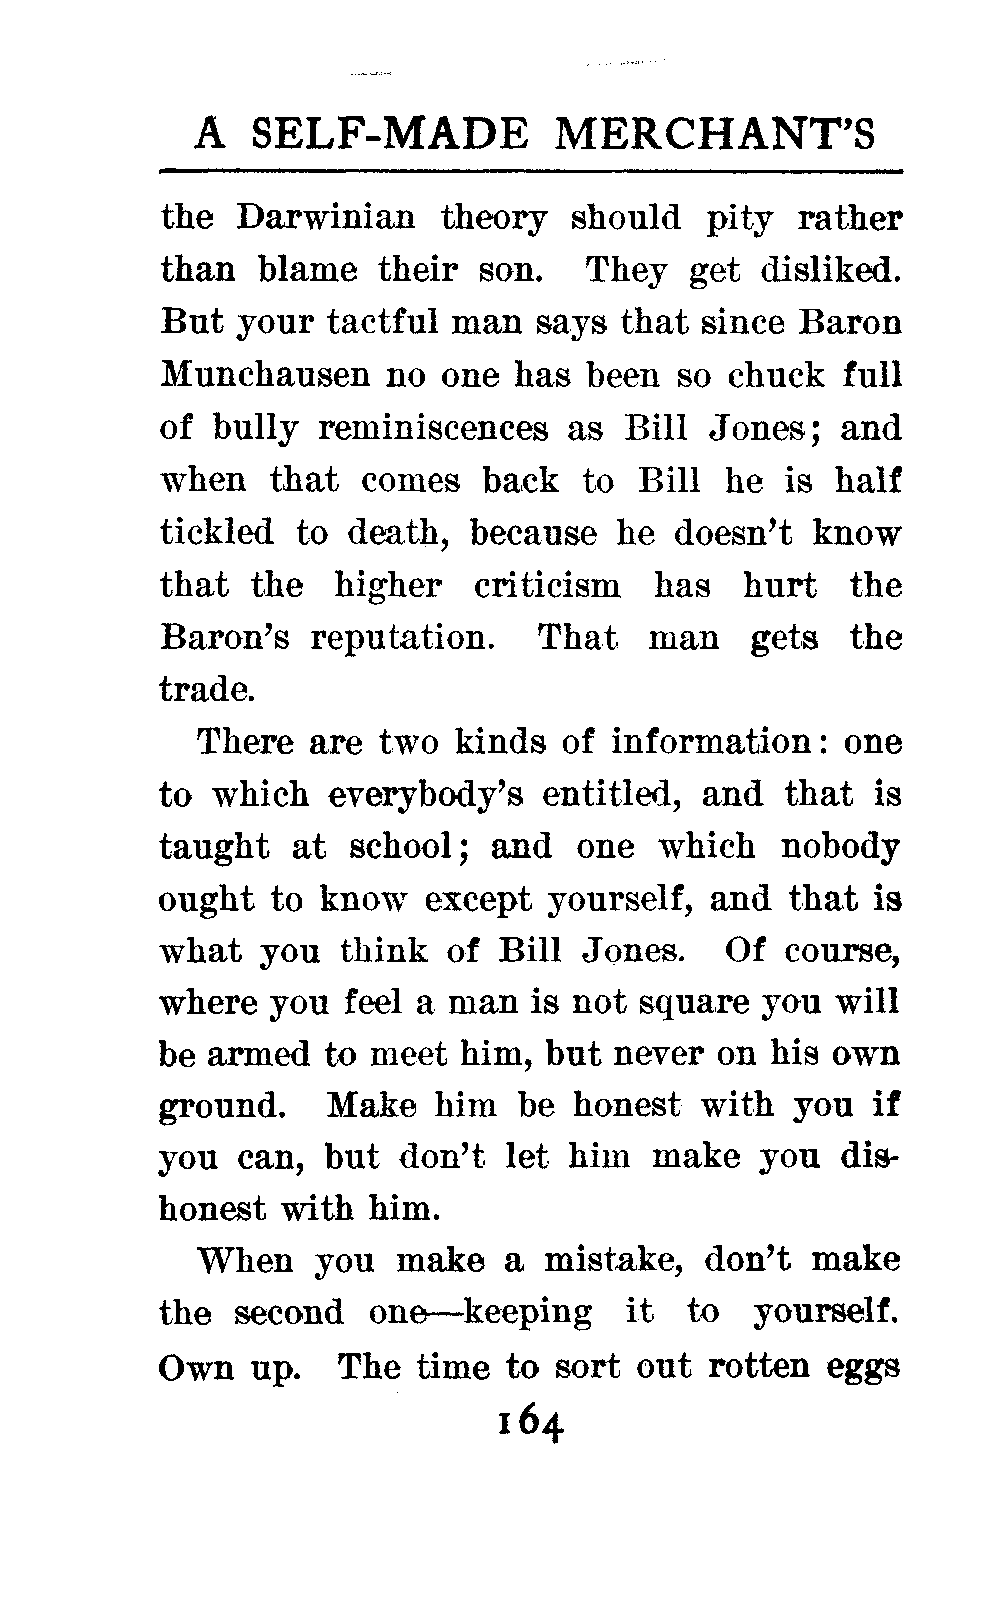 A SELF-MADE MERCHANT'S
the Darwinian theory should pity rather
than blame their son. They get disliked.
But your tactful man says that since Baron
Munchausen no one has been so chuck full
of bully reminiscences as Bill Jones; and
when that comes back to Bill he is half
tickled to death, because he doesn't know
that the higher criticism has hurt the
Baron's reputation. That man gets the
trade.
There are two kinds of information: one
to which everybody's entitled, and that is
taught at school; and one which nobody
ought to know except yourself, and that is
what you think of Bill Jones. Of course,
where you feel a man is not square you will
be armed to meet him, but never on his own
ground. Make him be honest with you if
you can, but don't let him make you dis-
honest with him.
When you make a mistake, don't make
the second one—keeping it to yourself.
Own up. The time to sort out rotten eggs
164